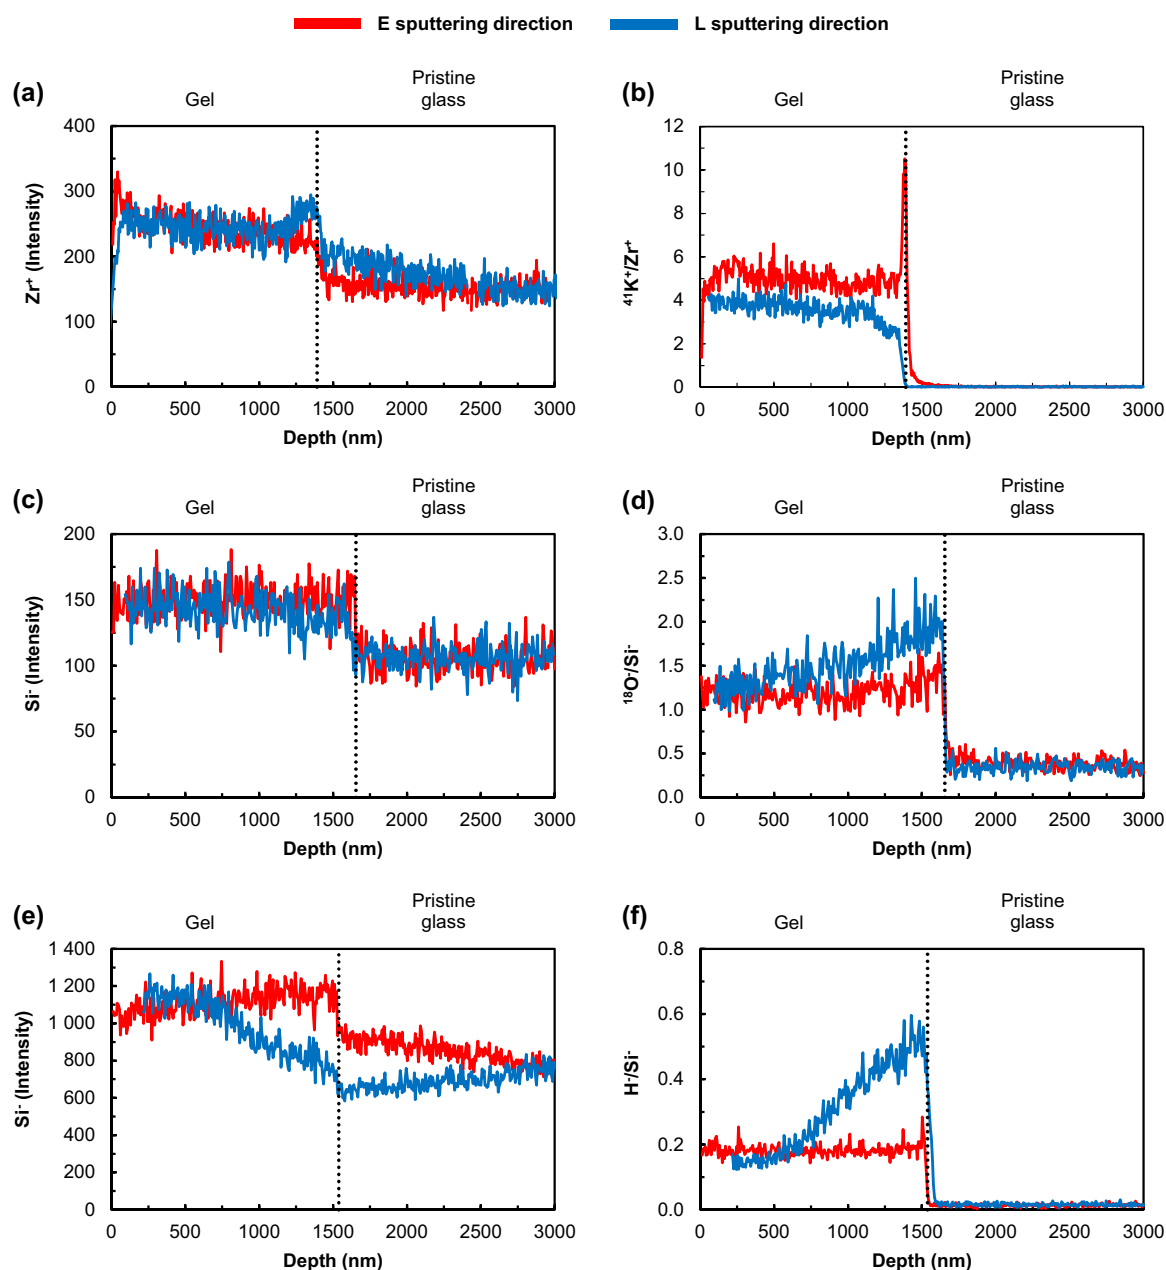 E sputtering direction
L sputtering direction
(a)
Gel
Pristine
glass
Zr⁺ (Intensity)
400
300
200
100
0
0 500 1000 1500 2000 2500 3000
Depth (nm)
(b)
Gel
Pristine
glass
⁴¹K⁺/Zr⁺
12
10
8
6
4
2
0
0 500 1000 1500 2000 2500 3000
Depth (nm)
(c)
Gel
Pristine
glass
Si⁻ (Intensity)
200
150
100
50
0
0 500 1000 1500 2000 2500 3000
Depth (nm)
(d)
Gel
Pristine
glass
¹⁸O⁻/Si⁻
3.0
2.5
2.0
1.5
1.0
0.5
0.0
0 500 1000 1500 2000 2500 3000
Depth (nm)
(e)
Gel
Pristine
glass
Si⁻ (Intensity)
1 400
1 200
1 000
800
600
400
200
0
0 500 1000 1500 2000 2500 3000
Depth (nm)
(f)
Gel
Pristine
glass
H⁻/Si⁻
0.8
0.6
0.4
0.2
0.0
0 500 1000 1500 2000 2500 3000
Depth (nm)